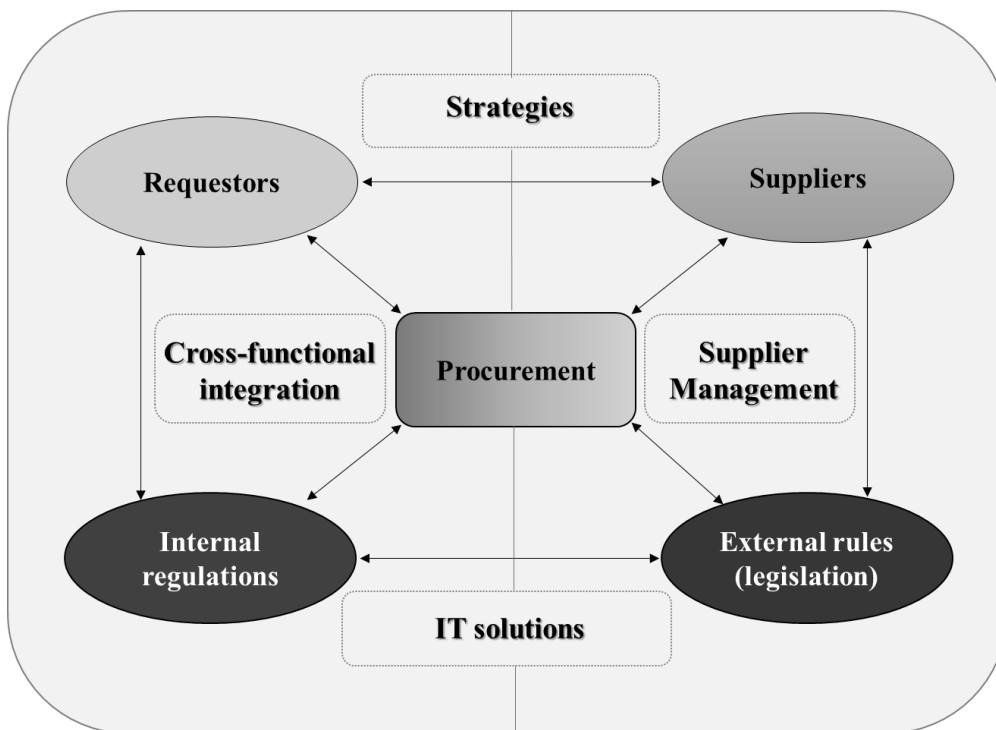 Strategies
Requestors
Suppliers
Cross-functional
integration
Procurement
Supplier
Management
Internal
regulations
External rules
(legislation)
IT solutions